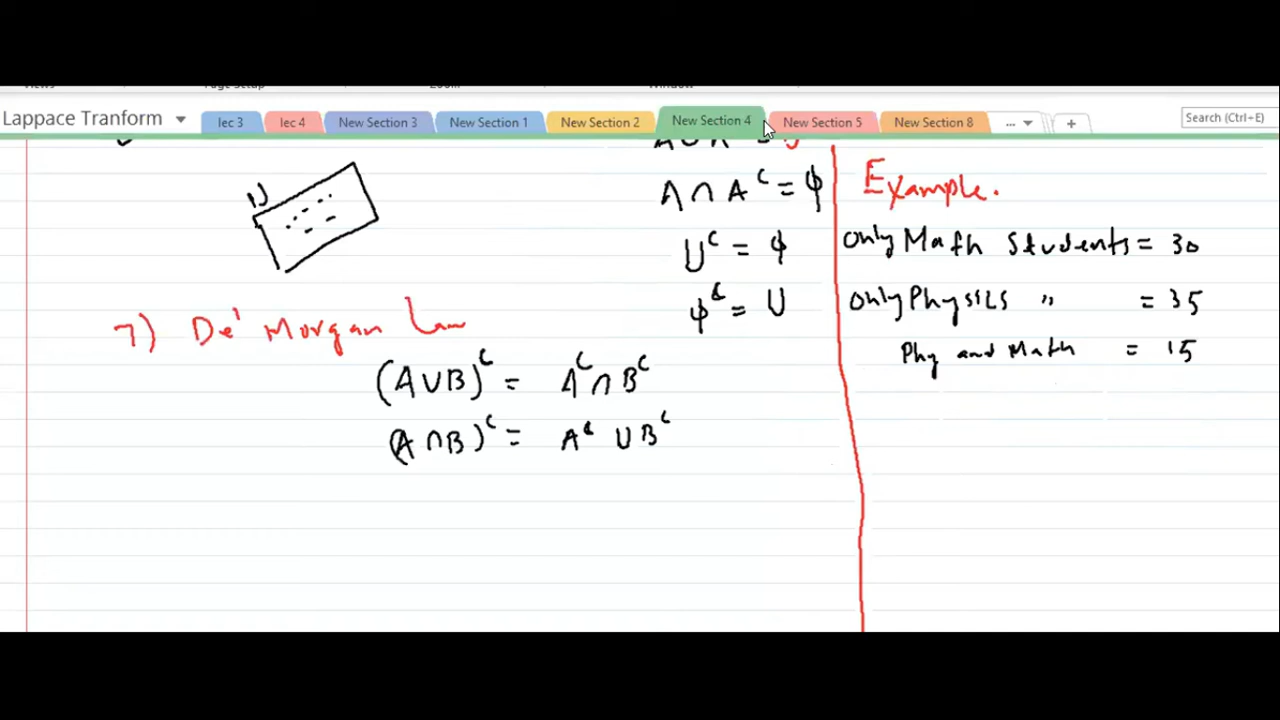 Lappace Tranform
lec 3
lec 4
New Section 3
New Section 1
New Section 2
New Section 4
New Section 5
New Section 8
...
+
Search (Ctrl+E)
A ∩ A^c = ϕ
U^c = ϕ
ϕ^c = U
7) De' Morgan Law
(A∪B)^c = A^c ∩ B^c
(A ∩B)^c = A^c ∪ B^c
Example.
Only Math Students = 30
Only Physics " = 35
Phy and Math = 15